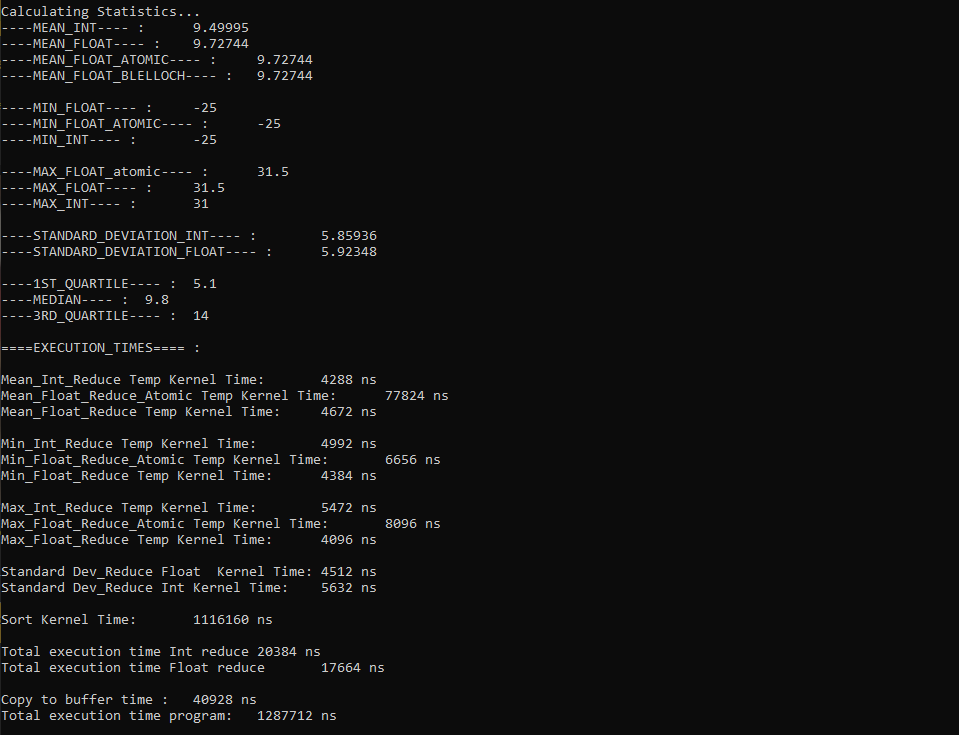 Calculating Statistics...
----MEAN_INT---- : 9.49995
----MEAN_FLOAT---- : 9.72744
----MEAN_FLOAT_ATOMIC---- : 9.72744
----MEAN_FLOAT_BLELLOCH---- : 9.72744
----MIN_FLOAT---- : -25
----MIN_FLOAT_ATOMIC---- : -25
----MIN_INT---- : -25
----MAX_FLOAT_atomic---- : 31.5
----MAX_FLOAT---- : 31.5
----MAX_INT---- : 31
----STANDARD_DEVIATION_INT---- : 5.85936
----STANDARD_DEVIATION_FLOAT---- : 5.92348
----1ST_QUARTILE---- : 5.1
----MEDIAN---- : 9.8
----3RD_QUARTILE---- : 14
====EXECUTION_TIMES==== :
Mean_Int_Reduce Temp Kernel Time: 4288 ns
Mean_Float_Reduce_Atomic Temp Kernel Time: 77824 ns
Mean_Float_Reduce Temp Kernel Time: 4672 ns
Min_Int_Reduce Temp Kernel Time: 4992 ns
Min_Float_Reduce_Atomic Temp Kernel Time: 6656 ns
Min_Float_Reduce Temp Kernel Time: 4384 ns
Max_Int_Reduce Temp Kernel Time: 5472 ns
Max_Float_Reduce_Atomic Temp Kernel Time: 8096 ns
Max_Float_Reduce Temp Kernel Time: 4096 ns
Standard Dev_Reduce Float  Kernel Time: 4512 ns
Standard Dev_Reduce Int Kernel Time: 5632 ns
Sort Kernel Time: 1116160 ns
Total execution time Int reduce 20384 ns
Total execution time Float reduce 17664 ns
Copy to buffer time : 40928 ns
Total execution time program: 1287712 ns